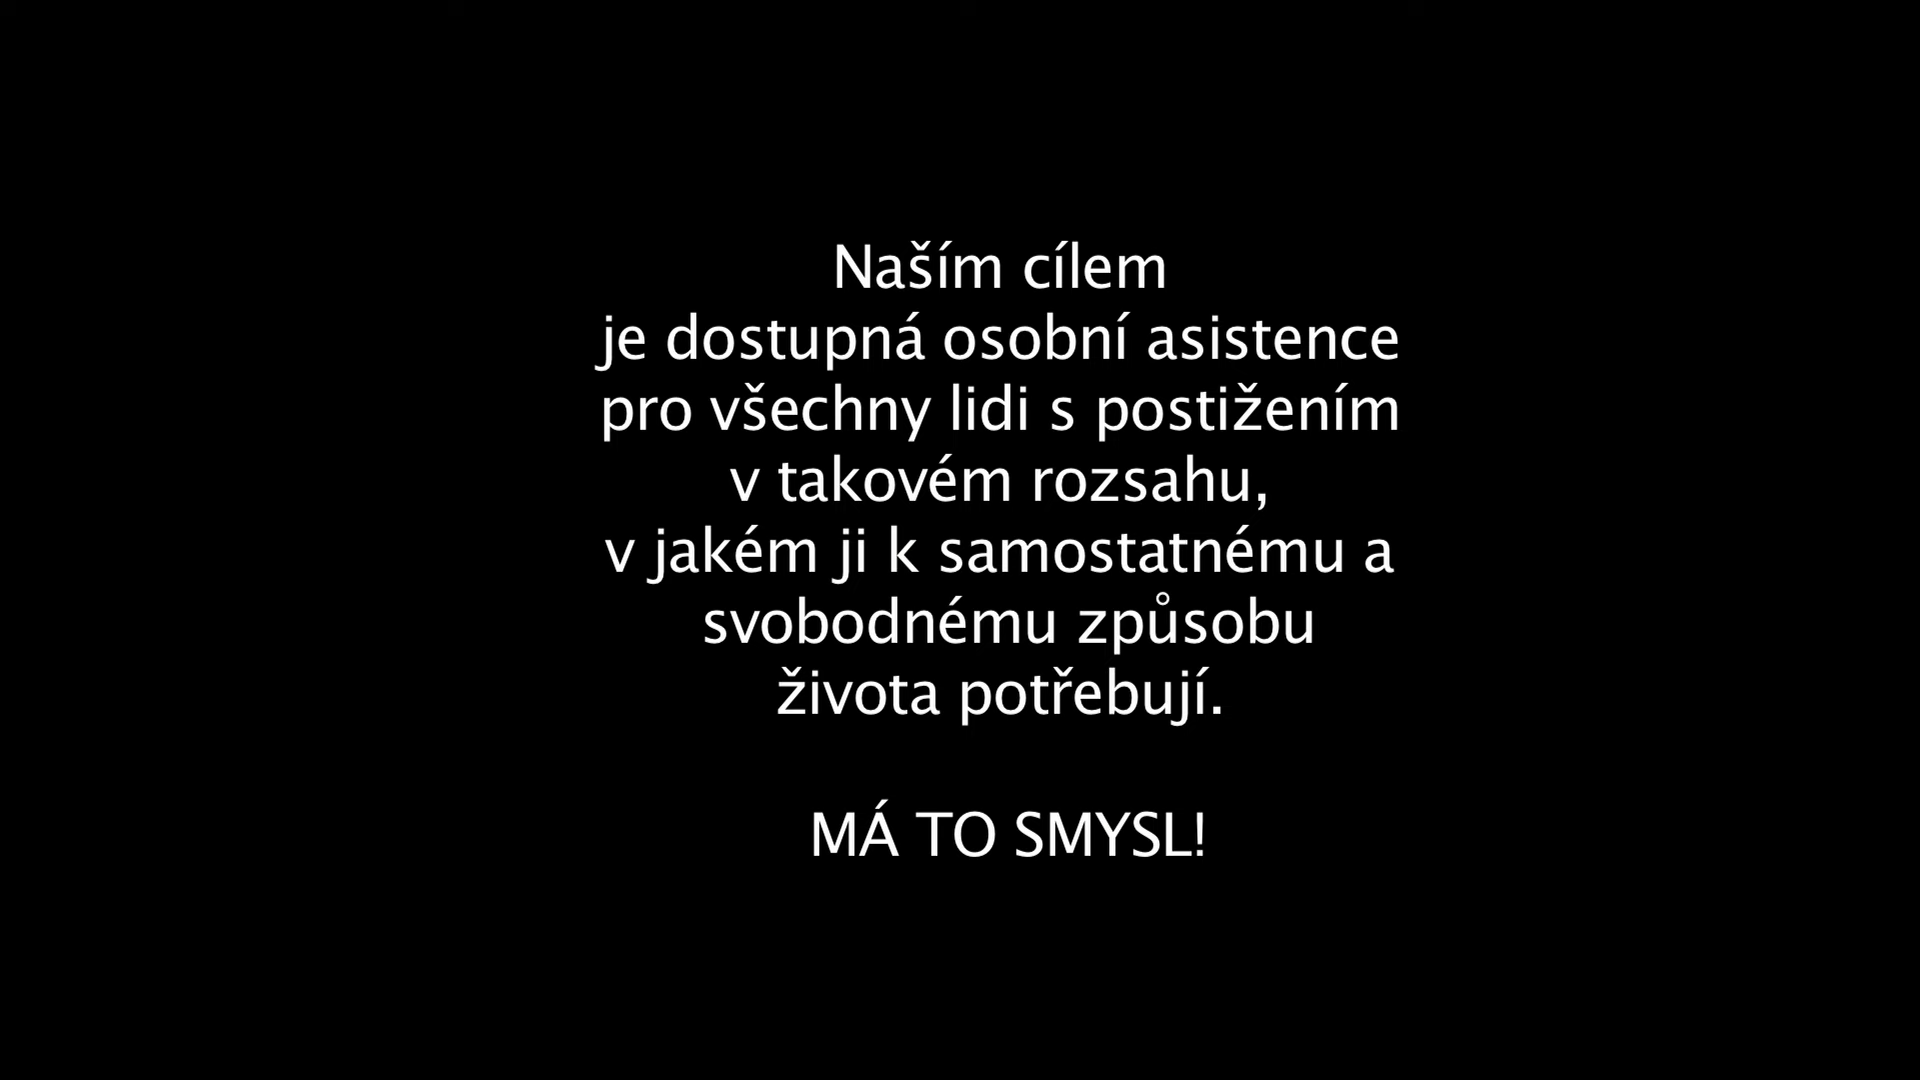 Naším cílem
je dostupná osobní asistence
pro všechny lidi s postižením
v takovém rozsahu,
v jakém ji k samostatnému a
svobodnému způsobu
života potřebují.
MÁ TO SMYSL!